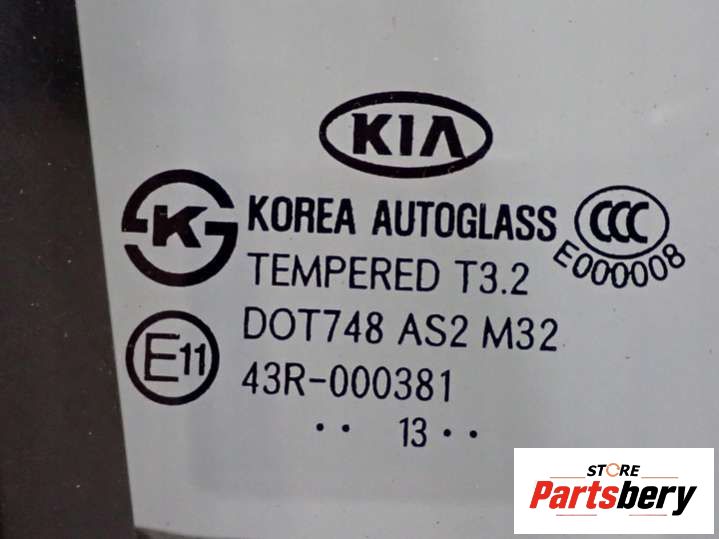 KIA
K
KOREA AUTOGLASS
CCC
E000008
TEMPERED T3.2
DOT748 AS2 M32
E11
43R-000381
·· 13 ··
STORE
Partsbery